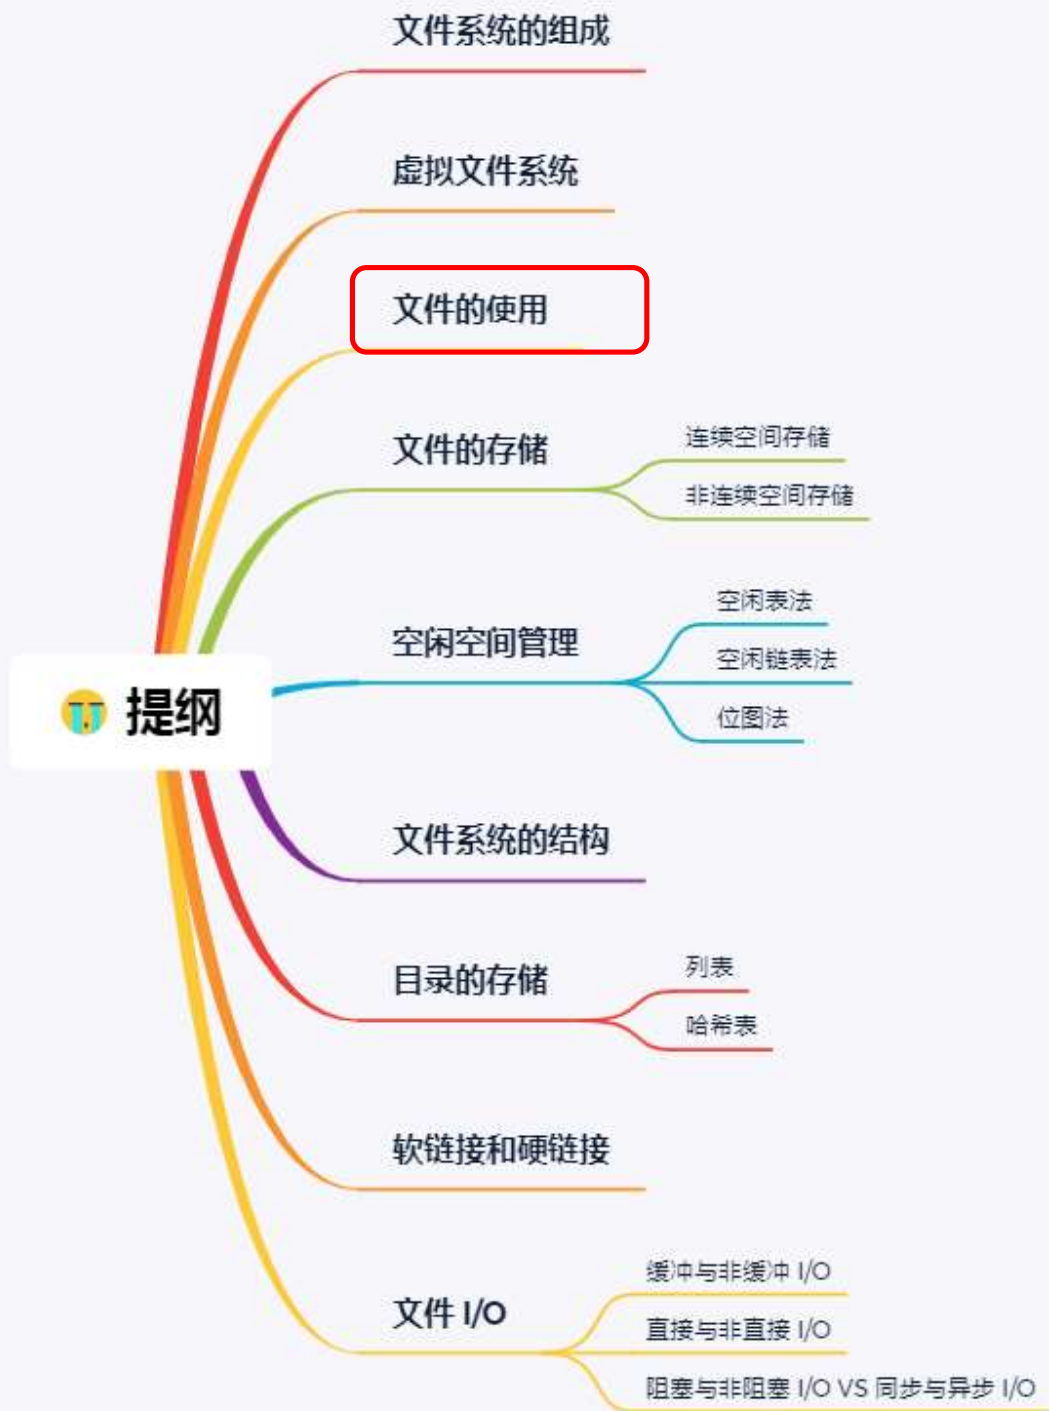 文件系统的组成
虚拟文件系统
文件的使用
文件的存储
连续空间存储
非连续空间存储
空闲空间管理
空闲表法
空闲链表法
位图法
提纲
文件系统的结构
目录的存储
列表
哈希表
软链接和硬链接
文件 I/O
缓冲与非缓冲 I/O
直接与非直接 I/O
阻塞与非阻塞 I/O VS 同步与异步 I/O